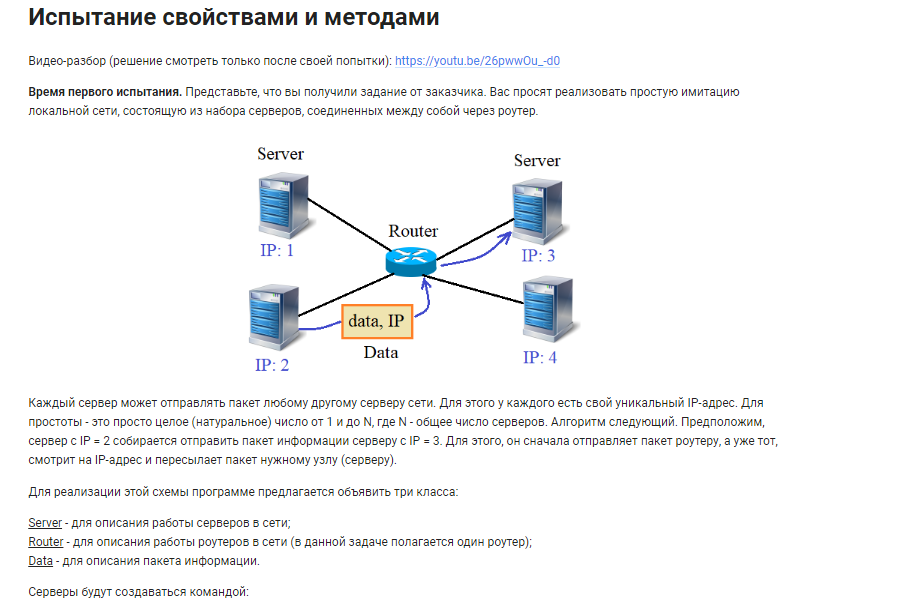 Испытание свойствами и методами
Видео-разбор (решение смотреть только после своей попытки): https://youtu.be/26pwwOu_-d0
Время первого испытания. Представьте, что вы получили задание от заказчика. Вас просят реализовать простую имитацию
локальной сети, состоящую из набора серверов, соединенных между собой через роутер.
Server
Server
Router
IP: 1
IP: 3
data, IP
Data
IP: 2
IP: 4
Каждый сервер может отправлять пакет любому другому серверу сети. Для этого у каждого есть свой уникальный IP-адрес. Для
простоты - это просто целое (натуральное) число от 1 и до N, где N - общее число серверов. Алгоритм следующий. Предположим,
сервер с IP = 2 собирается отправить пакет информации серверу с IP = 3. Для этого, он сначала отправляет пакет роутеру, а уже тот,
смотрит на IP-адрес и пересылает пакет нужному узлу (серверу).
Для реализации этой схемы программе предлагается объявить три класса:
Server - для описания работы серверов в сети;
Router - для описания работы роутеров в сети (в данной задаче полагается один роутер);
Data - для описания пакета информации.
Серверы будут создаваться командой: